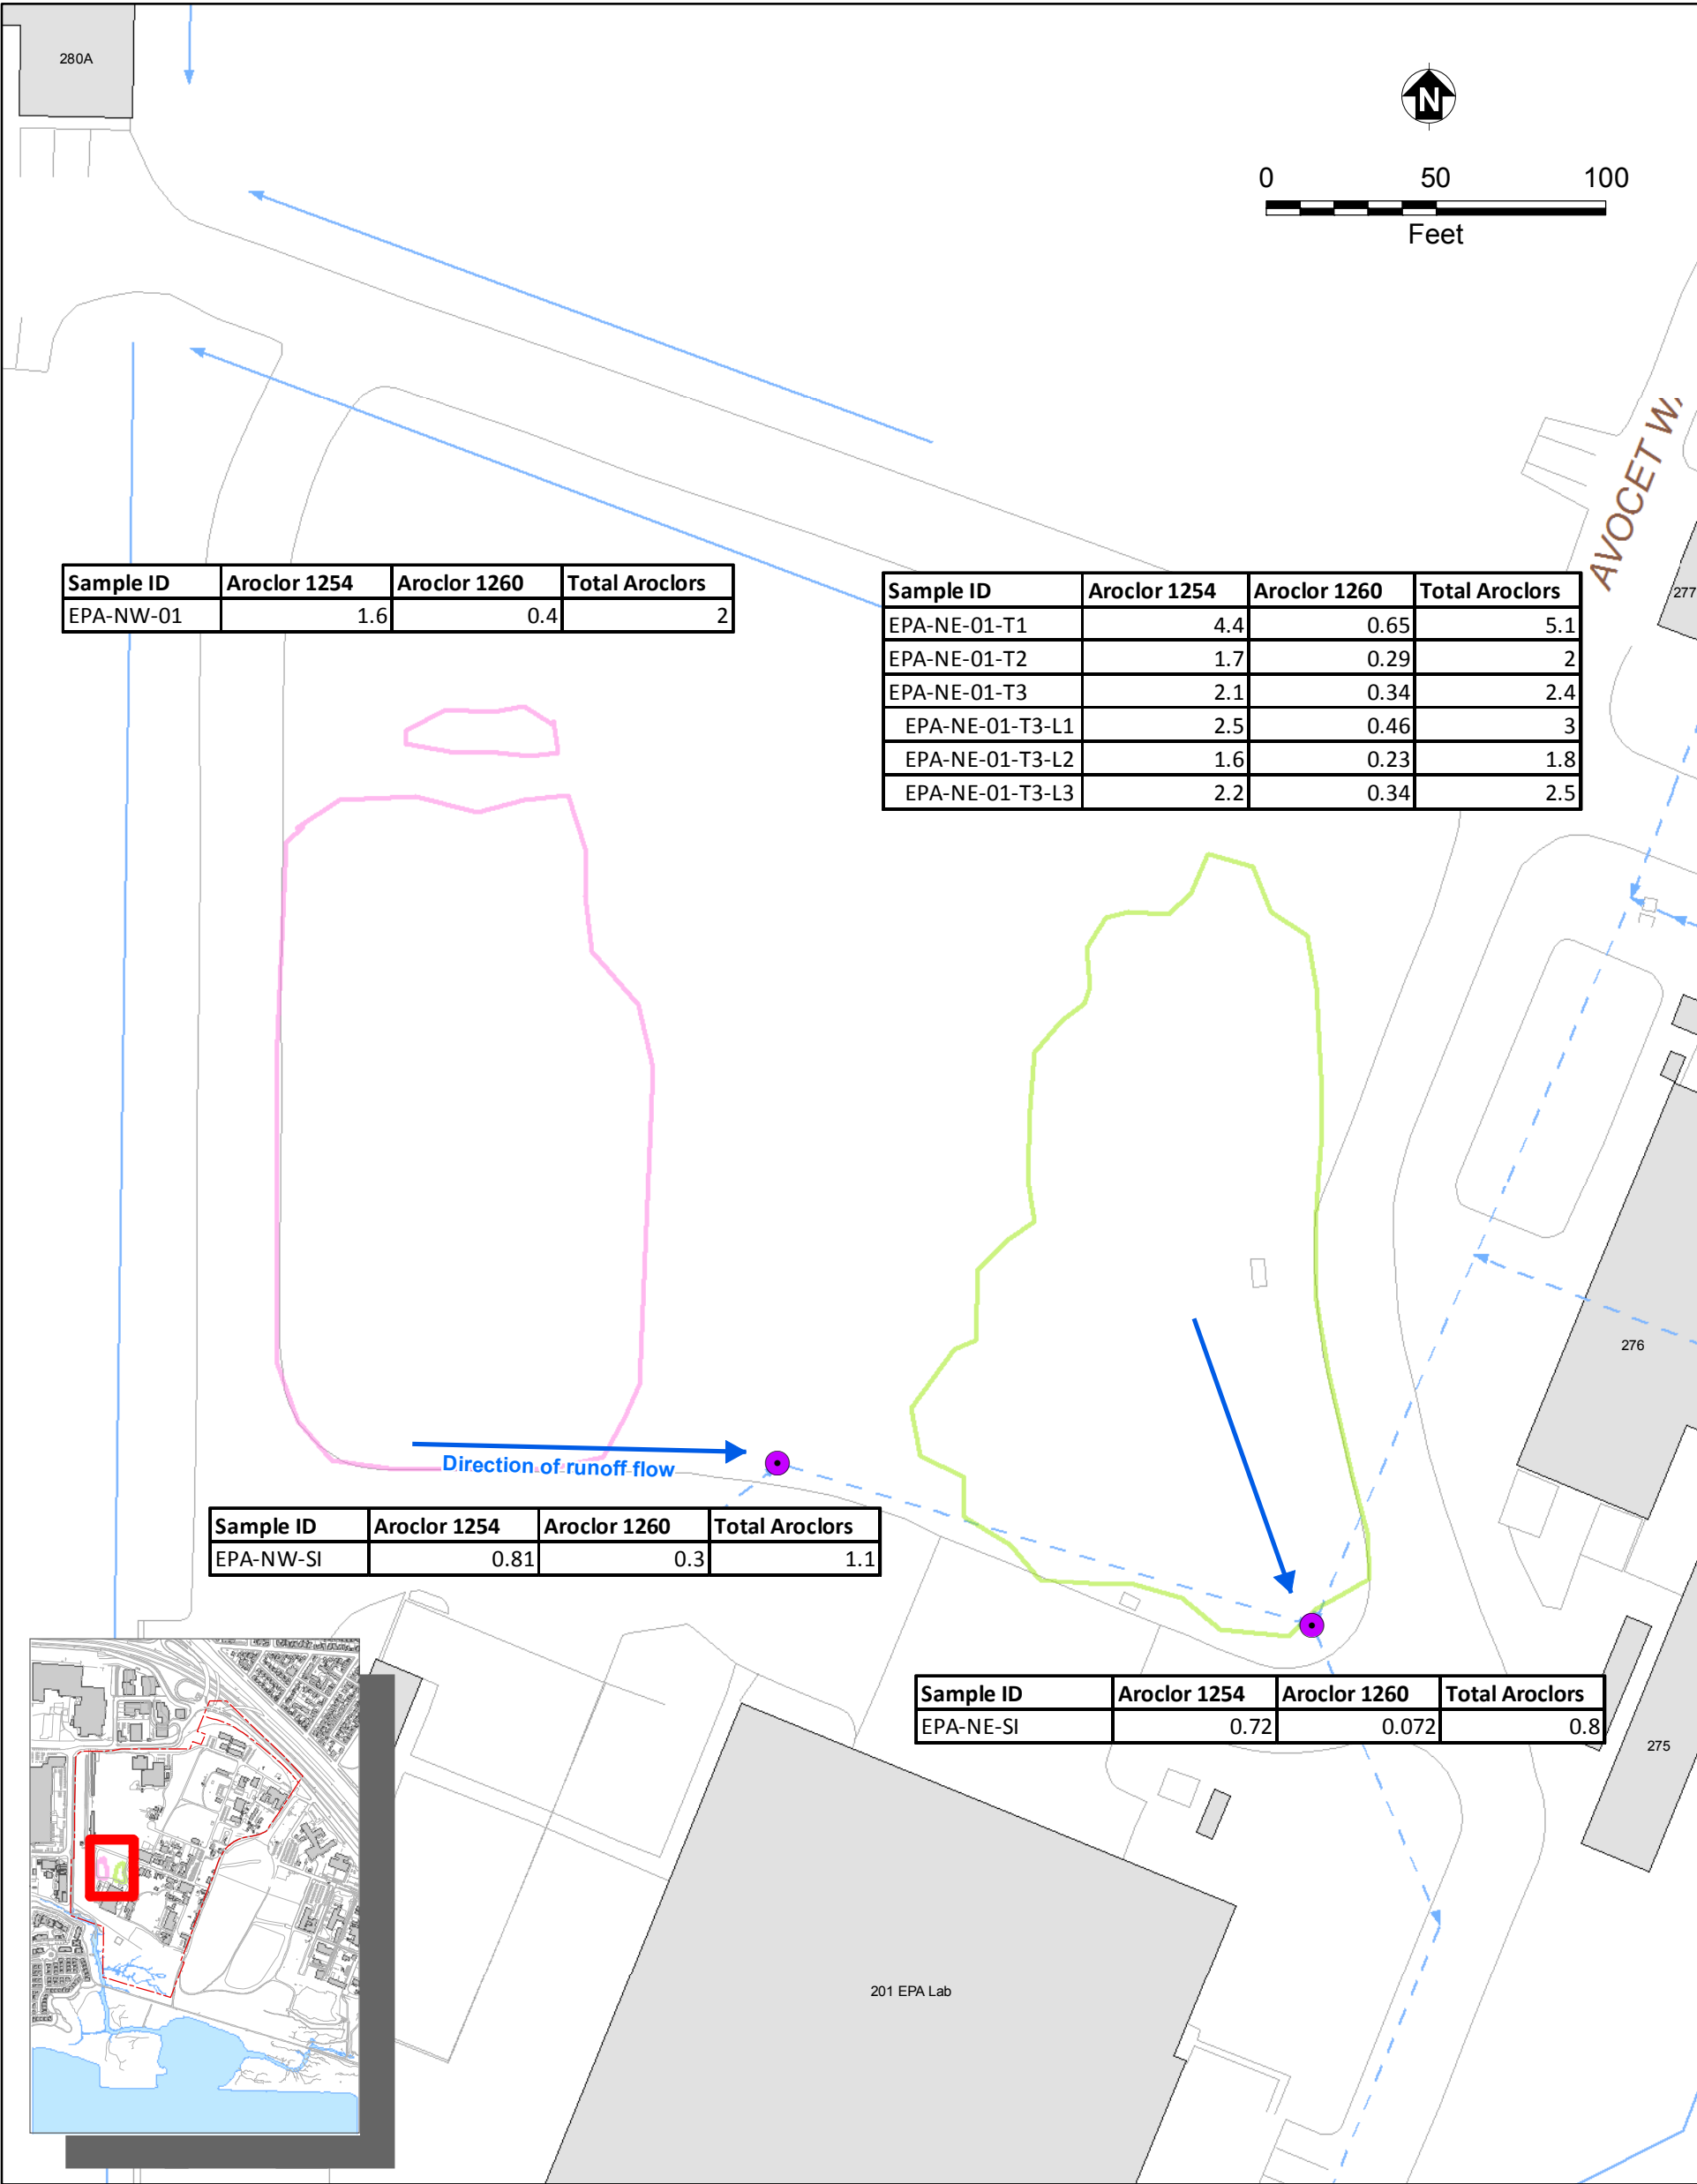 280A
N
0 50 100
Feet
AVOCET W
277
Sample ID Aroclor 1254 Aroclor 1260 Total Aroclors
EPA-NW-01 1.6 0.4 2
Sample ID Aroclor 1254 Aroclor 1260 Total Aroclors
EPA-NE-01-T1 4.4 0.65 5.1
EPA-NE-01-T2 1.7 0.29 2
EPA-NE-01-T3 2.1 0.34 2.4
EPA-NE-01-T3-L1 2.5 0.46 3
EPA-NE-01-T3-L2 1.6 0.23 1.8
EPA-NE-01-T3-L3 2.2 0.34 2.5
276
Direction of runoff flow
Sample ID Aroclor 1254 Aroclor 1260 Total Aroclors
EPA-NW-SI 0.81 0.3 1.1
Sample ID Aroclor 1254 Aroclor 1260 Total Aroclors
EPA-NE-SI 0.72 0.072 0.8
275
201 EPA Lab